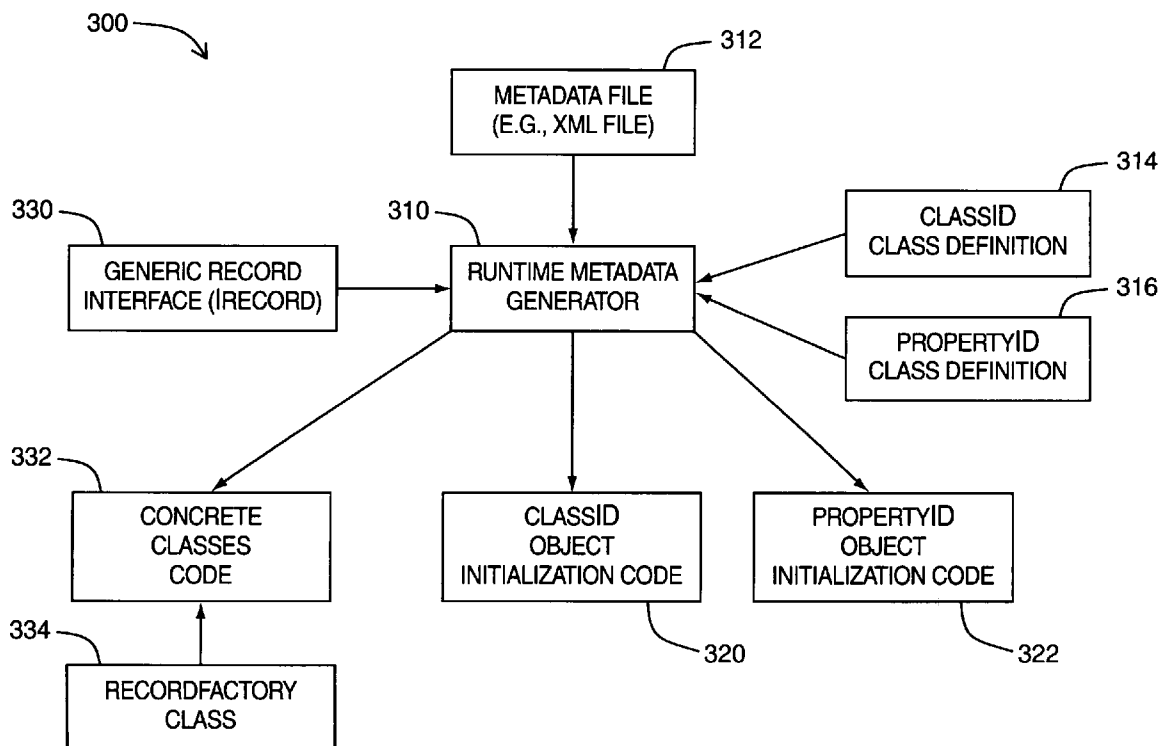 300
312
METADATA FILE
(E.G., XML FILE)
314
CLASSID
CLASS DEFINITION
330
GENERIC RECORD
INTERFACE (IRECORD)
310
RUNTIME METADATA
GENERATOR
316
PROPERTYID
CLASS DEFINITION
332
CONCRETE
CLASSES
CODE
CLASSID
OBJECT
INITIALIZATION CODE
320
PROPERTYID
OBJECT
INITIALIZATION CODE
322
334
RECORDFACTORY
CLASS